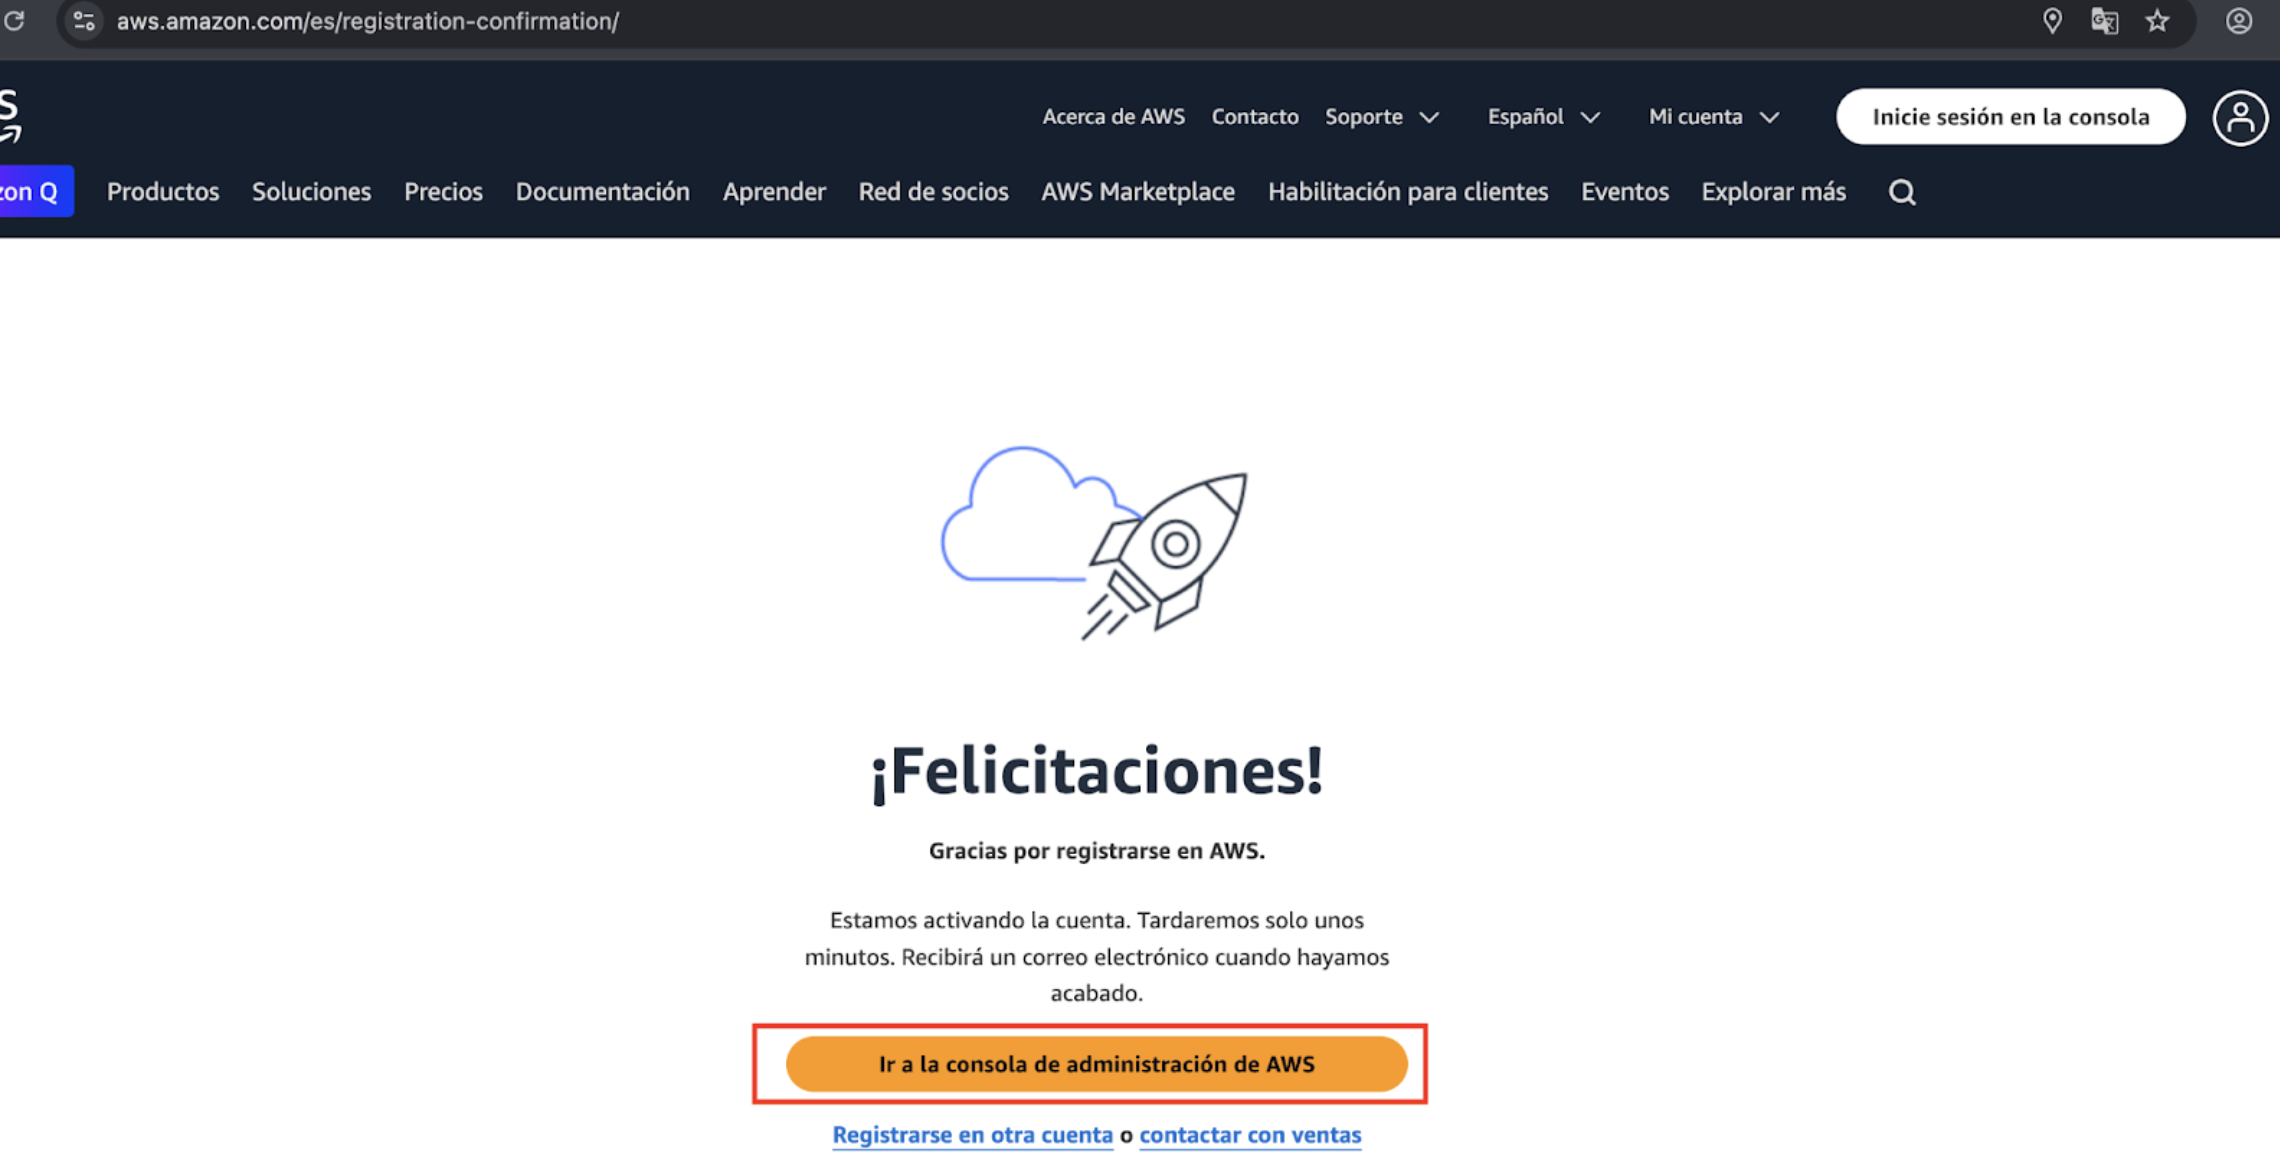 aws.amazon.com/es/registration-confirmation/
Acerca de AWS Contacto Soporte Español Mi cuenta Inicie sesión en la consola
Q Productos Soluciones Precios Documentación Aprender Red de socios AWS Marketplace Habilitación para clientes Eventos Explorar más
¡Felicitaciones!
Gracias por registrarse en AWS.
Estamos activando la cuenta. Tardaremos solo unos
minutos. Recibirá un correo electrónico cuando hayamos
acabado.
Ir a la consola de administración de AWS
Registrarse en otra cuenta o contactar con ventas